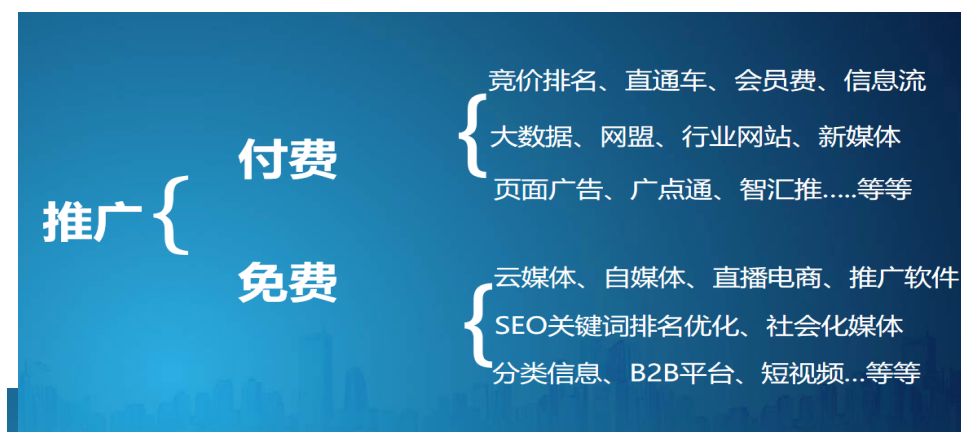 推广
付费
竞价排名、直通车、会员费、信息流
大数据、网盟、行业网站、新媒体
页面广告、广点通、智汇推.....等等
免费
云媒体、自媒体、直播电商、推广软件
SEO关键词排名优化、社会化媒体
分类信息、B2B平台、短视频...等等